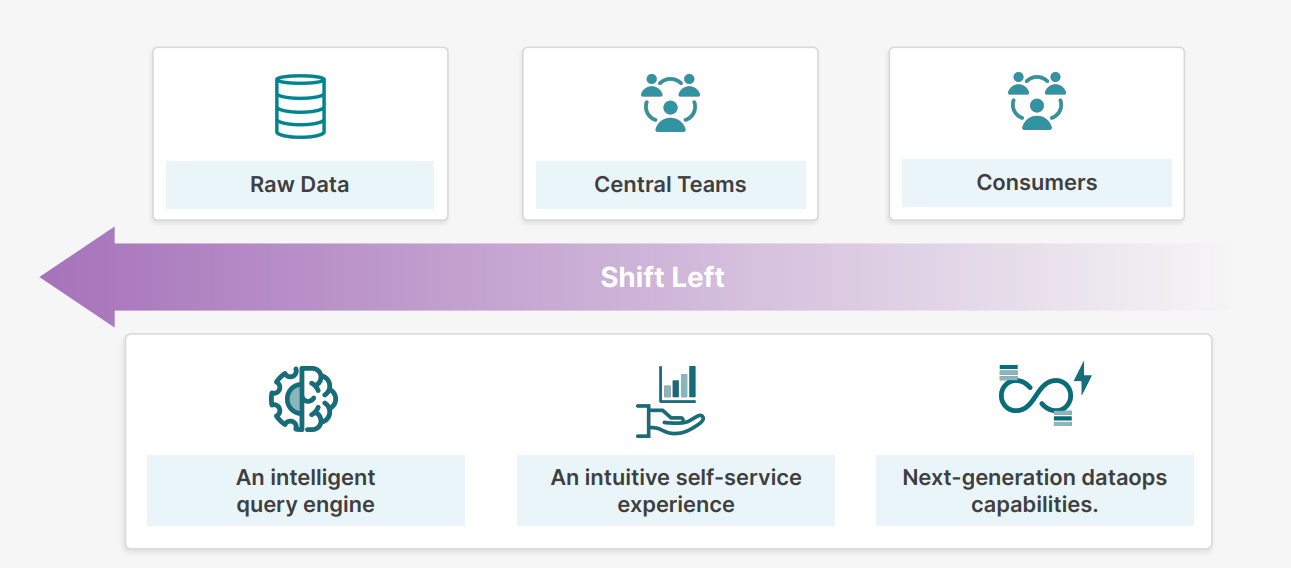 Raw Data
Central Teams
Consumers
Shift Left
An intelligent
query engine
An intuitive self-service
experience
Next-generation dataops
capabilities.